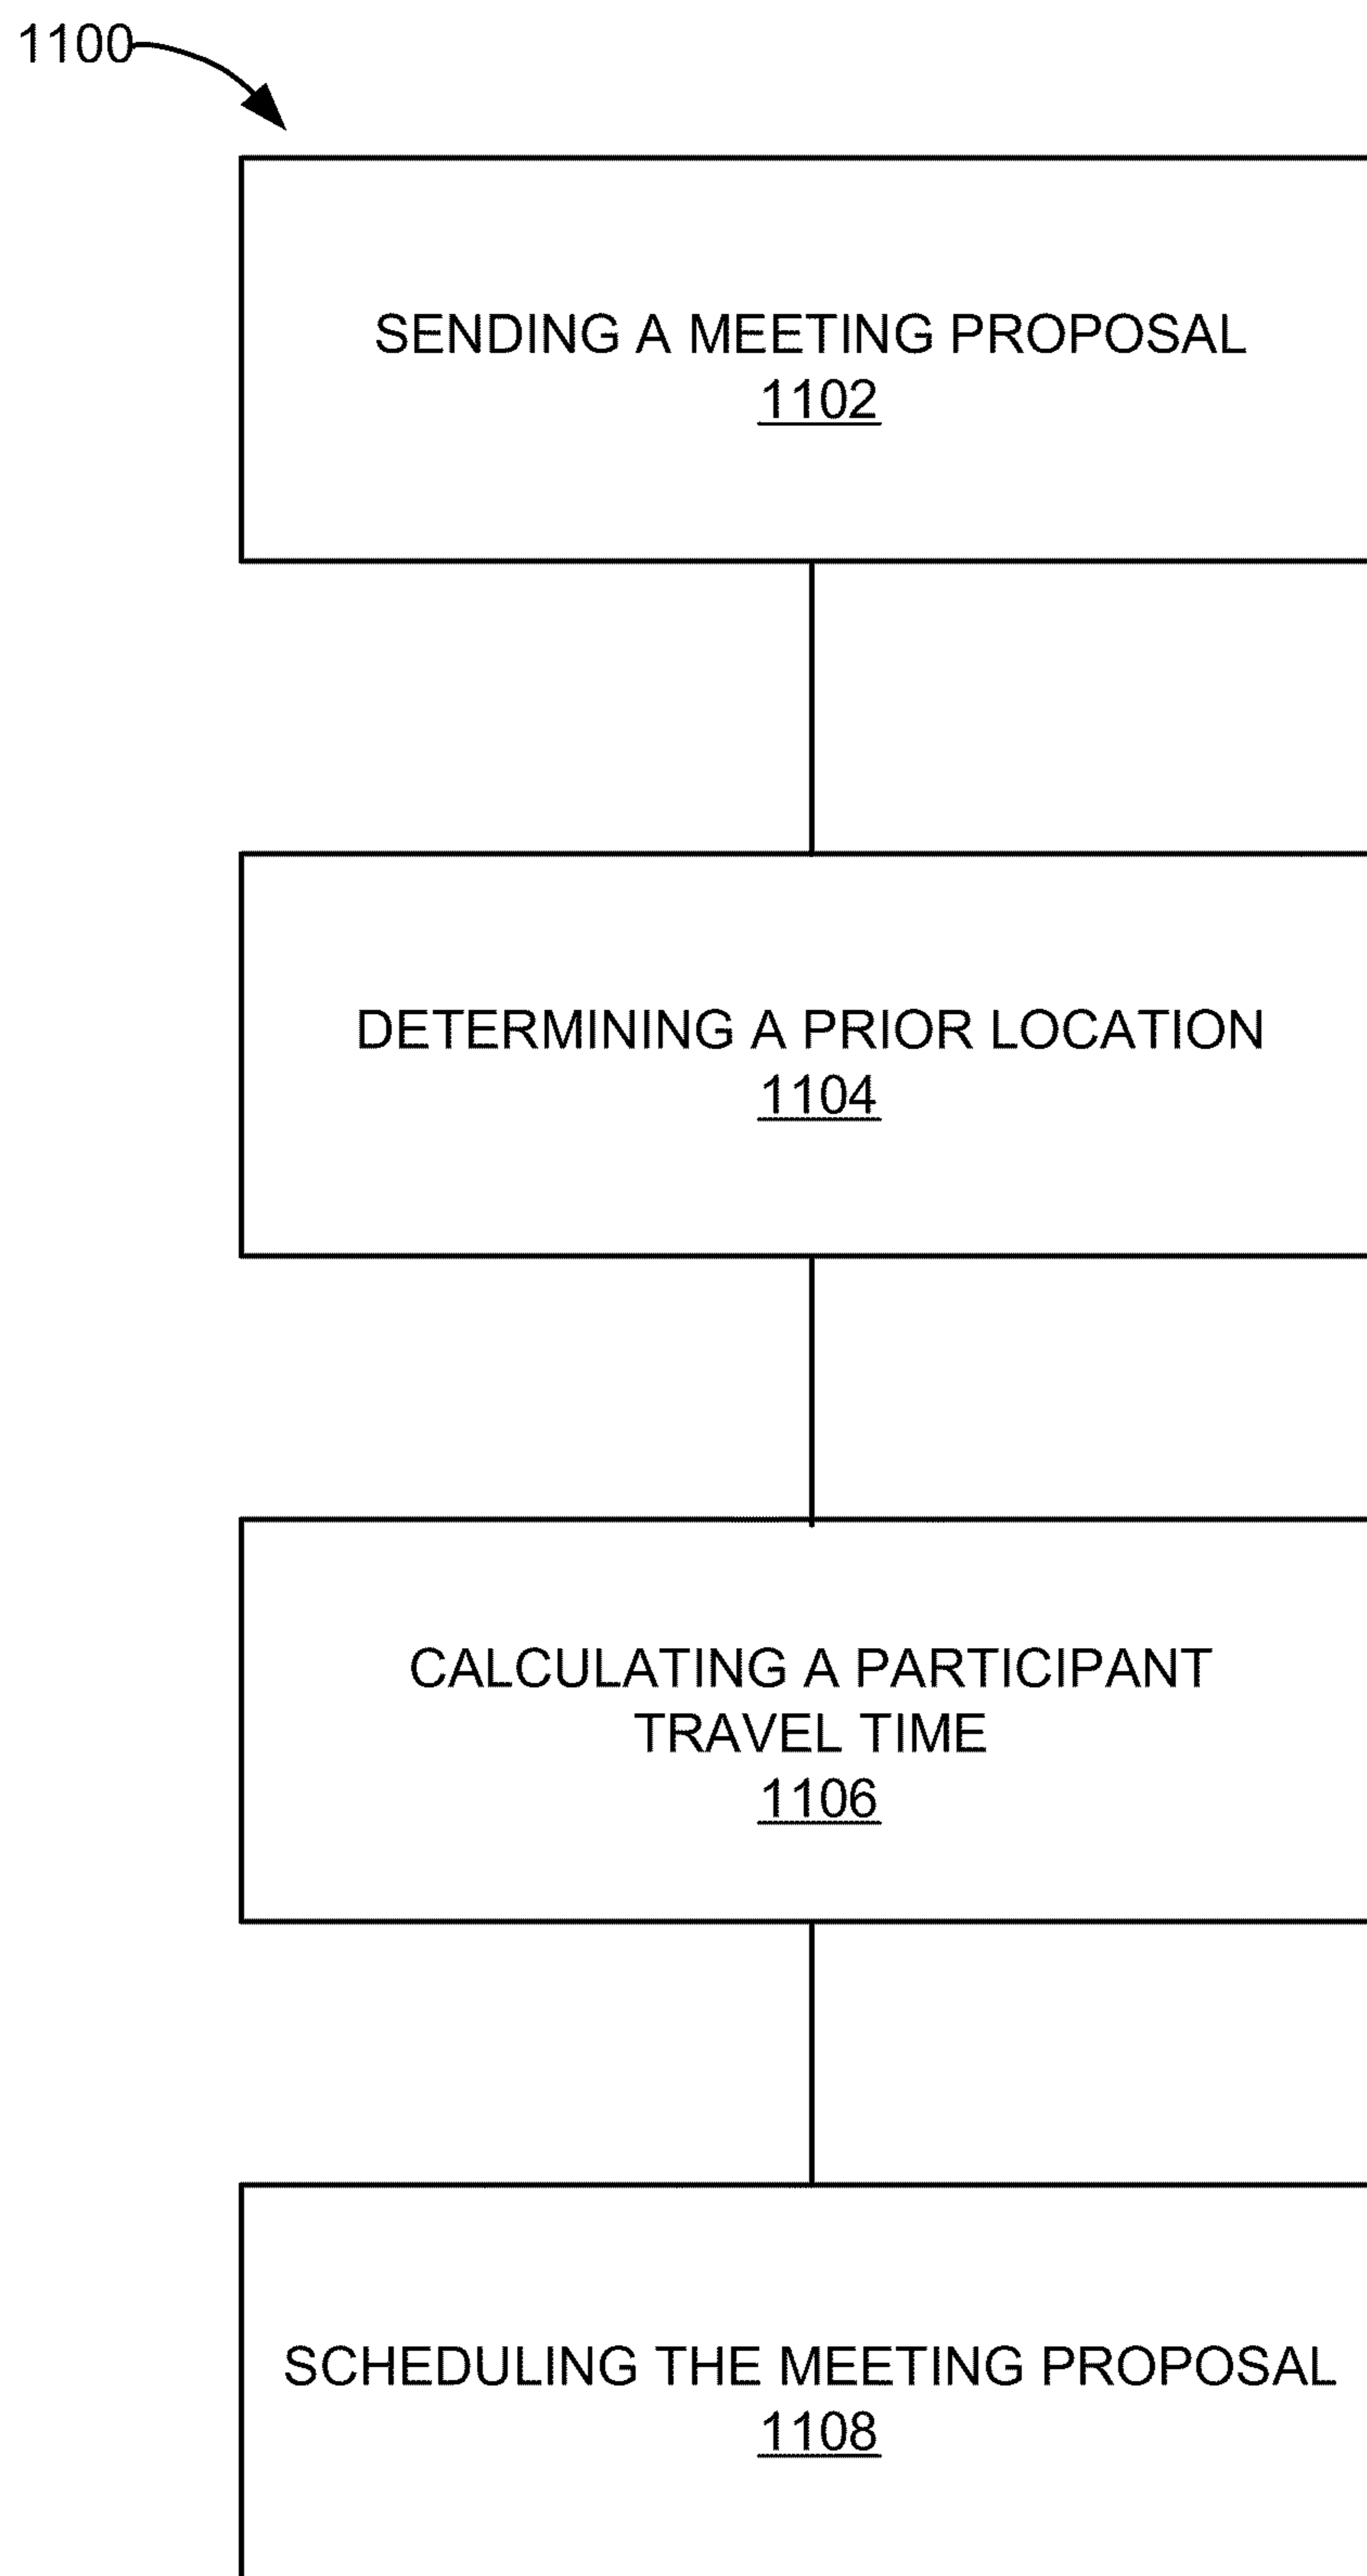 1100
SENDING A MEETING PROPOSAL
1102
DETERMINING A PRIOR LOCATION
1104
CALCULATING A PARTICIPANT
TRAVEL TIME
1106
SCHEDULING THE MEETING PROPOSAL
1108